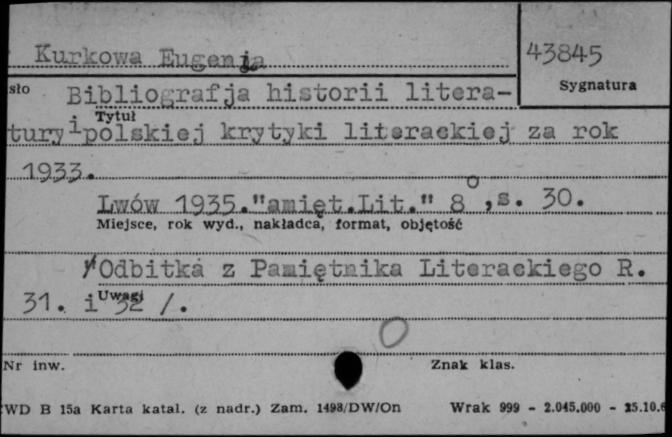 Kurkowa Eugenja
43845
Sygnatura
sło Bibliografja historii litera-
Tytuł
tury i polskiej krytyki literackiej za rok
1933.
Lwów 1935."amięt.Lit." 8°, s. 30.
Miejsce, rok wyd., nakładca, format, objętość
/Odbitka z Pamiętnika Literackiego R.
31. i 32 /.
Uwagi
Nr inw.
Znak klas.
WD B 15a Karta katal. (z nadr.) Zam. 1498/DW/On Wrak 999 - 2.045.000 - 25.10.6